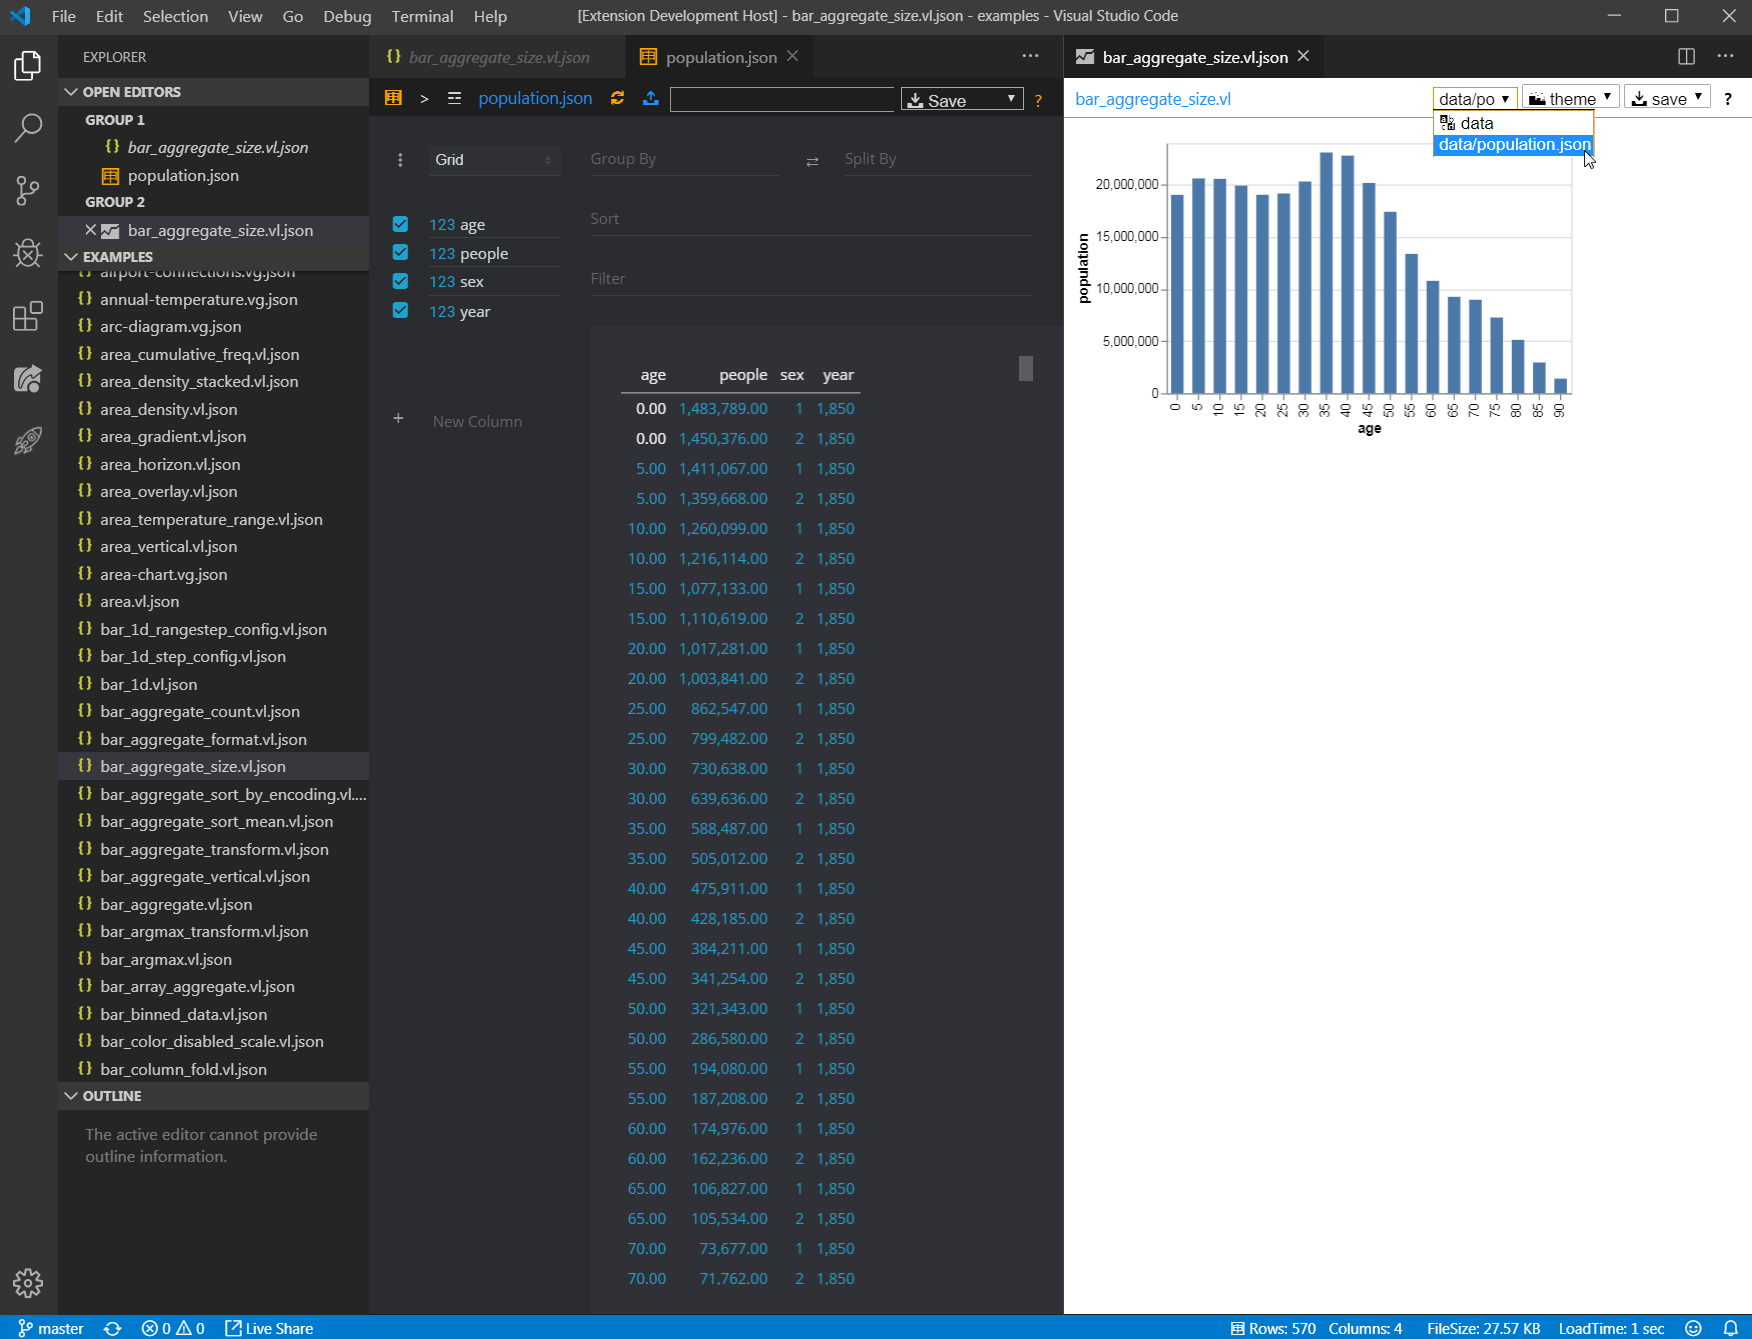 File Edit Selection View Go Debug Terminal Help [Extension Development Host] - bar_aggregate_size.vl.json - examples - Visual Studio Code
EXPLORER
OPEN EDITORS
GROUP 1
{} bar_aggregate_size.vl.json
population.json
GROUP 2
bar_aggregate_size.vl.json
EXAMPLES
{} airport-connections.vg.json
{} annual-temperature.vg.json
{} arc-diagram.vg.json
{} area_cumulative_freq.vl.json
{} area_density_stacked.vl.json
{} area_density.vl.json
{} area_gradient.vl.json
{} area_horizon.vl.json
{} area_overlay.vl.json
{} area_temperature_range.vl.json
{} area_vertical.vl.json
{} area-chart.vg.json
{} area.vl.json
{} bar_1d_rangestep_config.vl.json
{} bar_1d_step_config.vl.json
{} bar_1d.vl.json
{} bar_aggregate_count.vl.json
{} bar_aggregate_format.vl.json
{} bar_aggregate_size.vl.json
{} bar_aggregate_sort_by_encoding.vl....
{} bar_aggregate_sort_mean.vl.json
{} bar_aggregate_transform.vl.json
{} bar_aggregate_vertical.vl.json
{} bar_aggregate.vl.json
{} bar_argmax_transform.vl.json
{} bar_argmax.vl.json
{} bar_array_aggregate.vl.json
{} bar_binned_data.vl.json
{} bar_color_disabled_scale.vl.json
{} bar_column_fold.vl.json
OUTLINE
The active editor cannot provide
outline information.
{} bar_aggregate_size.vl.json population.json ...
> population.json Save ?
Grid Group By Split By
Sort
Filter
123 age
123 people
123 sex
123 year
+ New Column
age people sex year
0.00 1,483,789.00 1 1,850
0.00 1,450,376.00 2 1,850
5.00 1,411,067.00 1 1,850
5.00 1,359,668.00 2 1,850
10.00 1,260,099.00 1 1,850
10.00 1,216,114.00 2 1,850
15.00 1,077,133.00 1 1,850
15.00 1,110,619.00 2 1,850
20.00 1,017,281.00 1 1,850
20.00 1,003,841.00 2 1,850
25.00 862,547.00 1 1,850
25.00 799,482.00 2 1,850
30.00 730,638.00 1 1,850
30.00 639,636.00 2 1,850
35.00 588,487.00 1 1,850
35.00 505,012.00 2 1,850
40.00 475,911.00 1 1,850
40.00 428,185.00 2 1,850
45.00 384,211.00 1 1,850
45.00 341,254.00 2 1,850
50.00 321,343.00 1 1,850
50.00 286,580.00 2 1,850
55.00 194,080.00 1 1,850
55.00 187,208.00 2 1,850
60.00 174,976.00 1 1,850
60.00 162,236.00 2 1,850
65.00 106,827.00 1 1,850
65.00 105,534.00 2 1,850
70.00 73,677.00 1 1,850
70.00 71,762.00 2 1,850
bar_aggregate_size.vl.json ...
bar_aggregate_size.vl data/po theme save ?
data
data/population.json
population
20,000,000
15,000,000
10,000,000
5,000,000
0
0 5 10 15 20 25 30 35 40 45 50 55 60 65 70 75 80 85 90
age
master 0 0 Live Share Rows: 570 Columns: 4 FileSize: 27.57 KB LoadTime: 1 sec